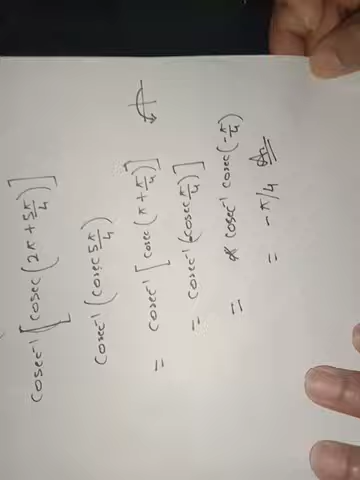 cosec⁻¹[cosec(2π + 5π/4)]
cosec⁻¹(cosec 5π/4)
= cosec⁻¹[cosec(π + π/4)]
= cosec⁻¹(cosec π/4)]
= cosec⁻¹ cosec(-π/4)
= -π/4